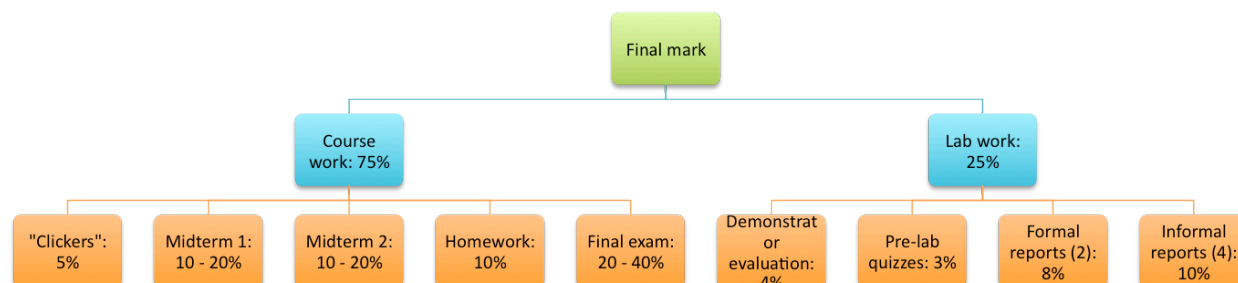 Final mark
Course
work: 75%
Lab work:
25%
"Clickers":
5%
Midterm 1:
10 - 20%
Midterm 2:
10 - 20%
Homework:
10%
Final exam:
20 - 40%
Demonstrat
or
evaluation:
4%
Pre-lab
quizzes: 3%
Formal
reports (2):
8%
Informal
reports (4):
10%